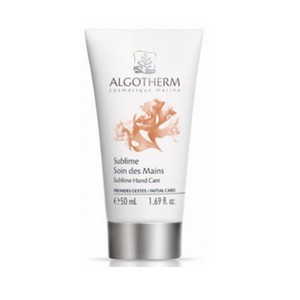 ALGOTHERM
cosmétique marine
Sublime
Soin des Mains
Sublime Hand Care
PREMIERS GESTES / INITIAL CARES
e 50 mL 1.69 fl. oz.